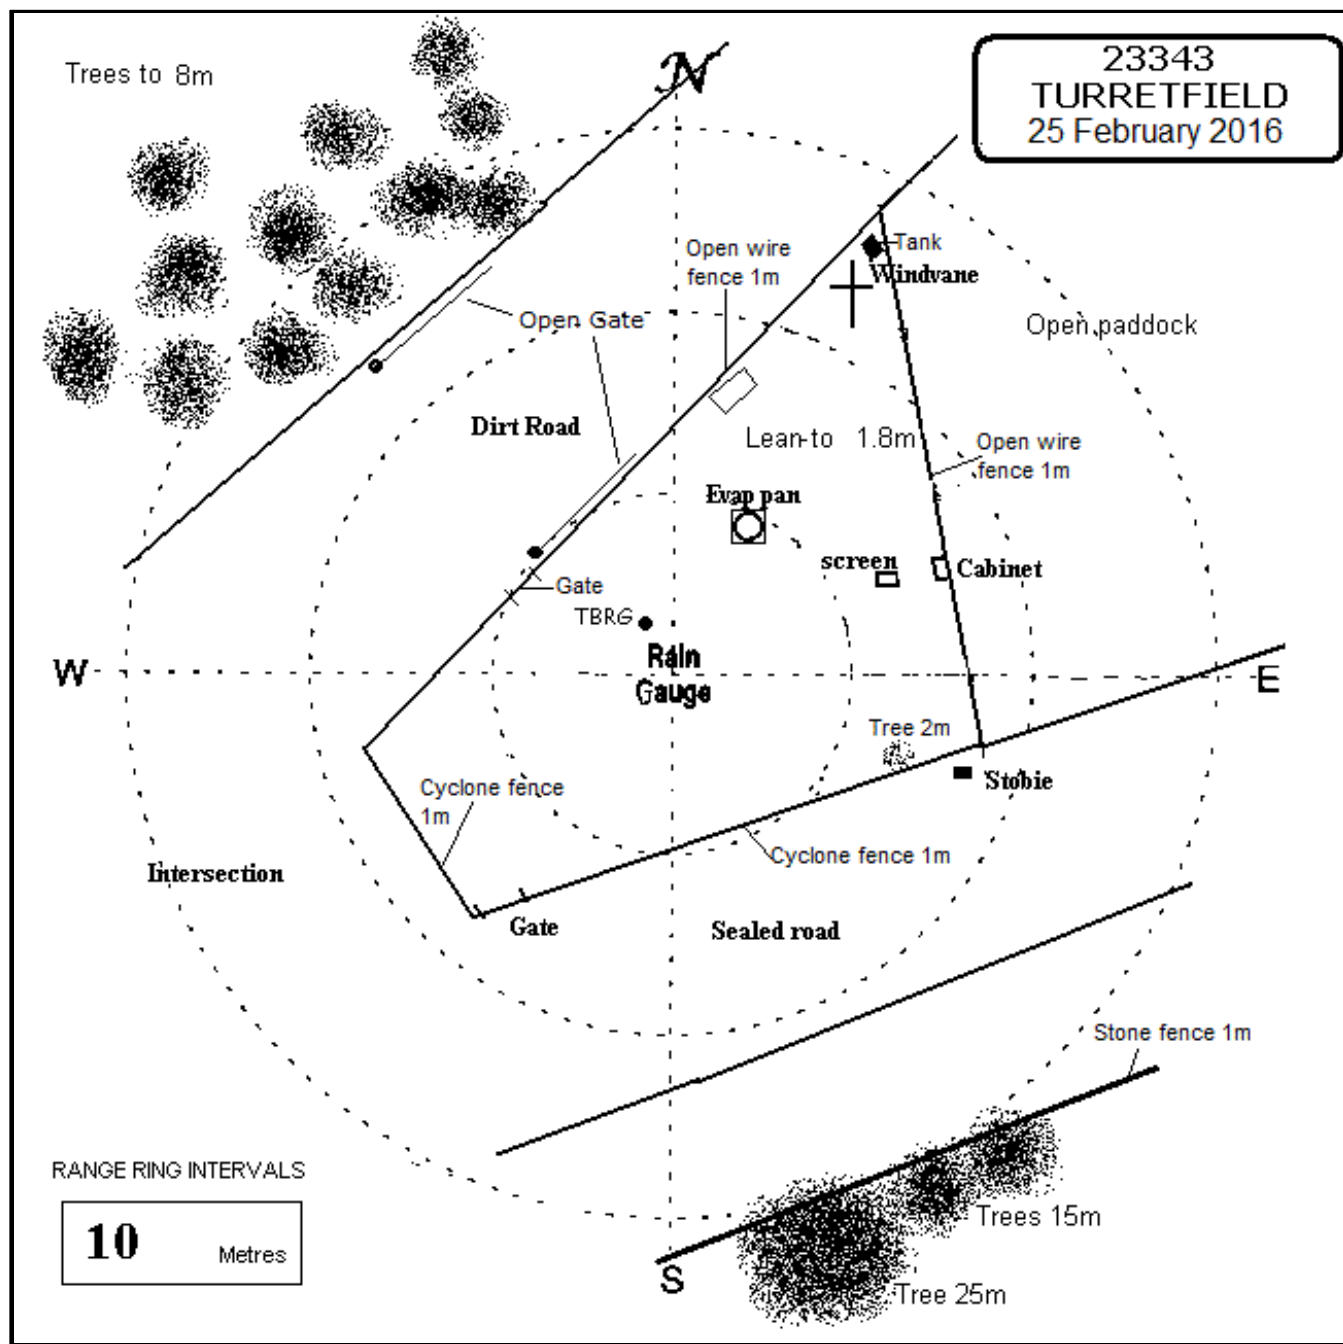 Trees to 8m
N
23343
TURRETFIELD
25 February 2016
Open wire
fence 1m
Tank
Windvane
Open Gate
Open paddock
Dirt Road
Lean-to 1.8m
Open wire
fence 1m
Evap pan
screen
Cabinet
Gate
TBRG
Rain
Gauge
W
E
Tree 2m
Cyclone fence
1m
Stobie
Cyclone fence 1m
Intersection
Gate
Sealed road
Stone fence 1m
RANGE RING INTERVALS
10 Metres
Trees 15m
S
Tree 25m